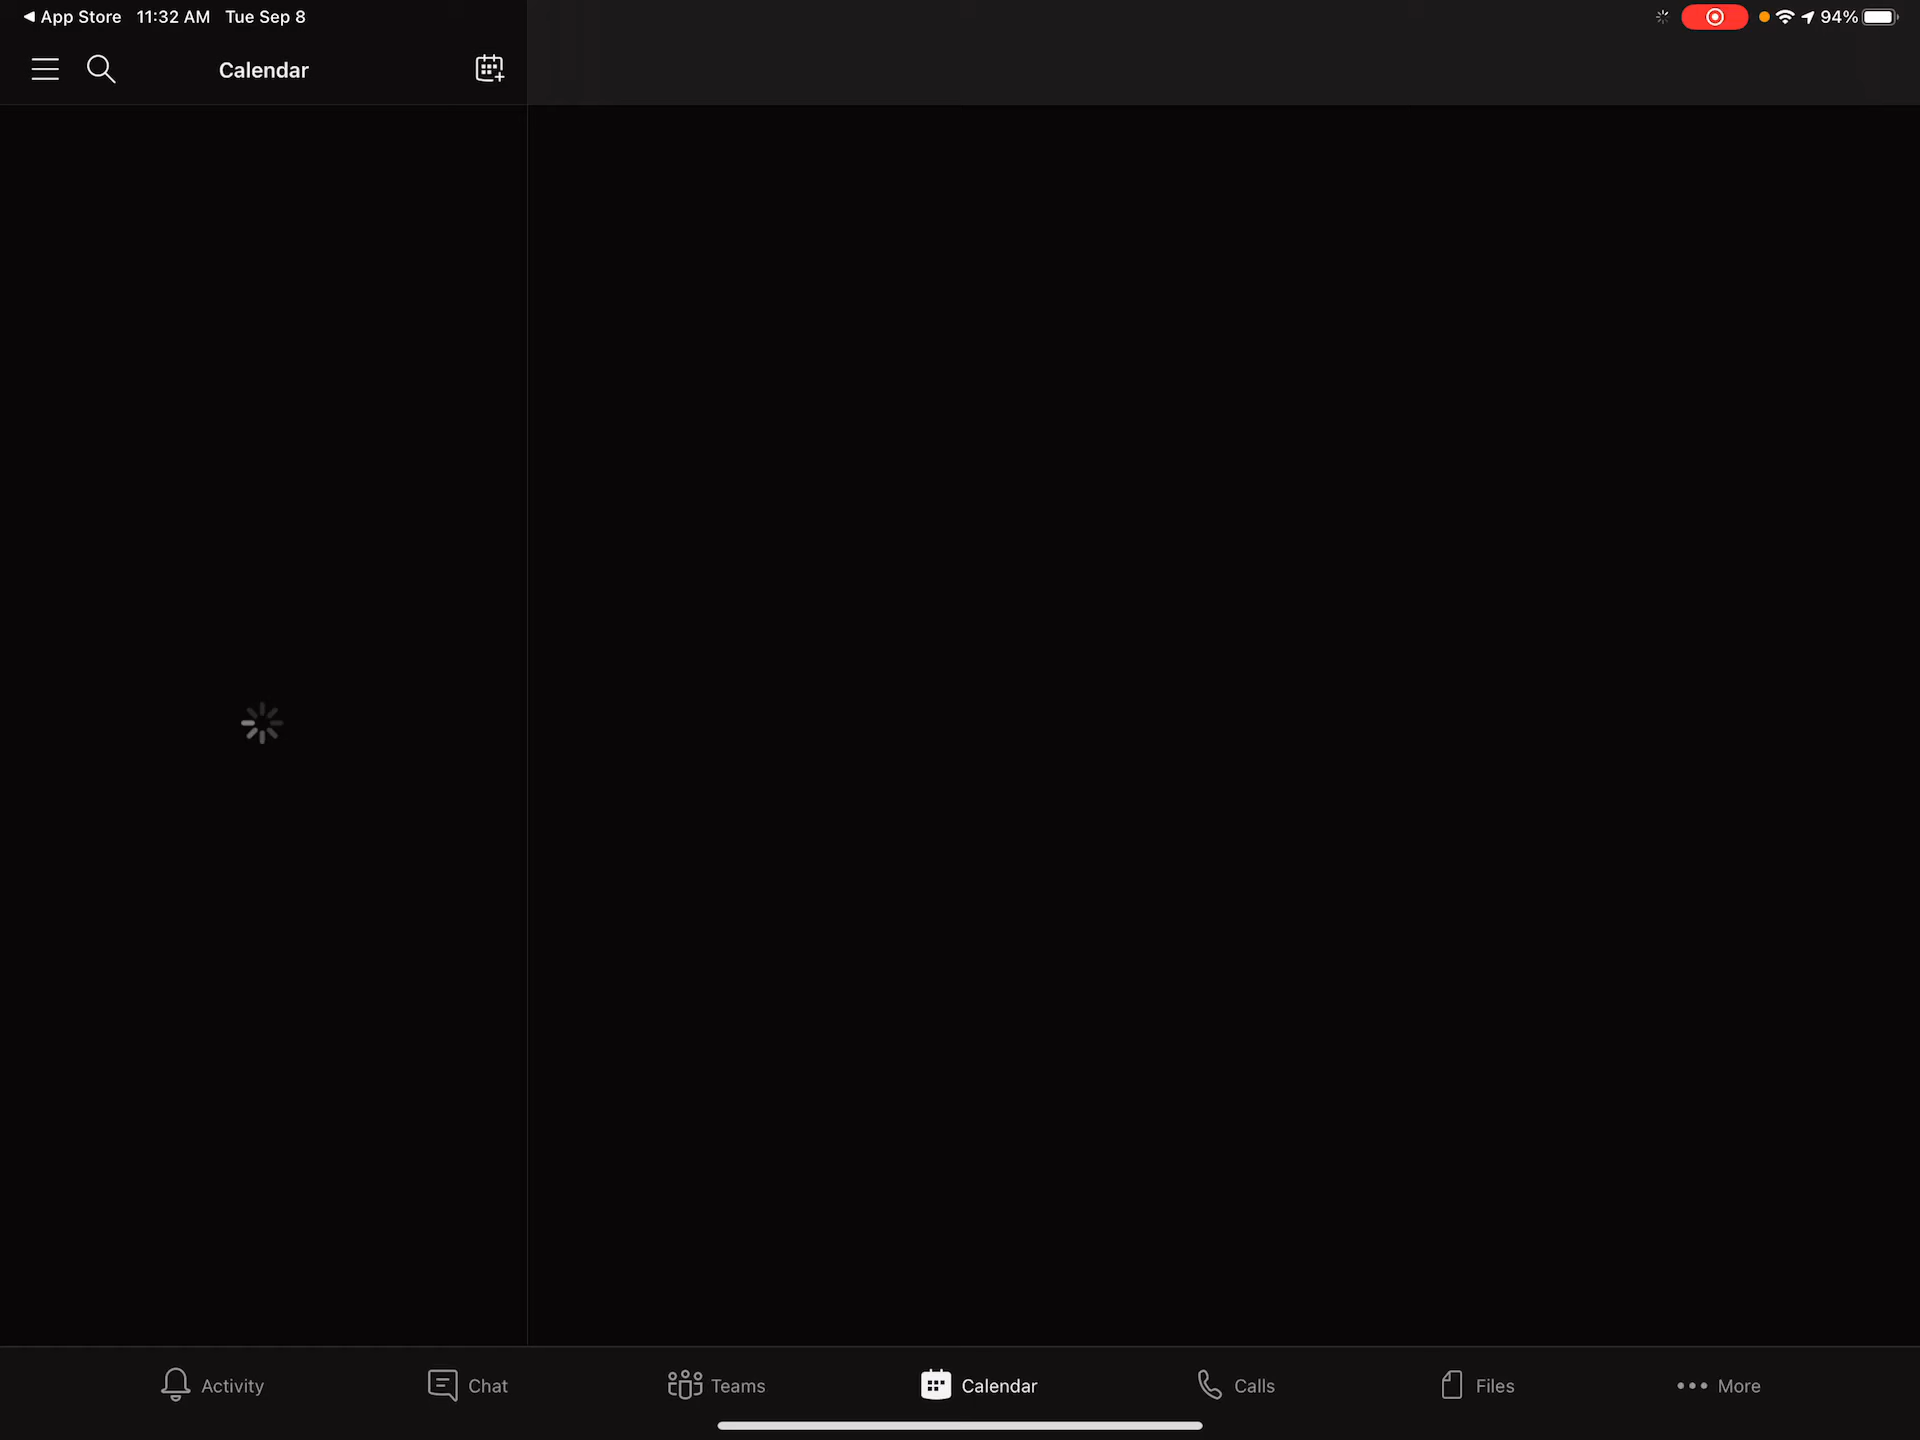 App Store 11:32 AM Tue Sep 8 94%
Calendar
Activity Chat Teams Calendar Calls Files More